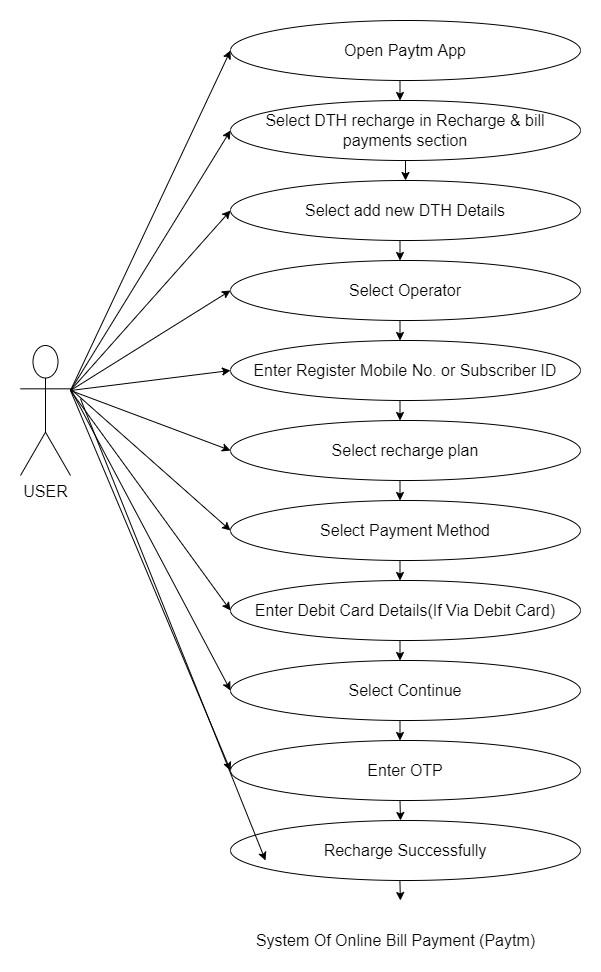 Open Paytm App
Select DTH recharge in Recharge & bill
payments section
Select add new DTH Details
Select Operator
Enter Register Mobile No. or Subscriber ID
Select recharge plan
USER
Select Payment Method
Enter Debit Card Details(If Via Debit Card)
Select Continue
Enter OTP
Recharge Successfully
System Of Online Bill Payment (Paytm)